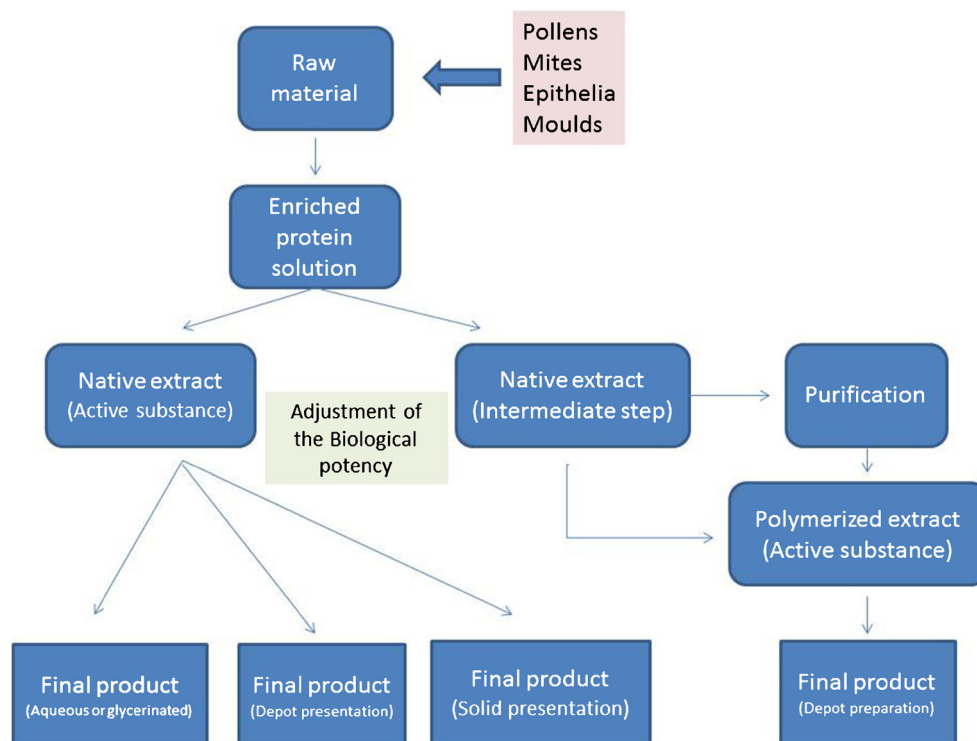 Raw
material
Pollens
Mites
Epithelia
Moulds
Enriched
protein
solution
Native extract
(Active substance)
Adjustment of
the Biological
potency
Native extract
(Intermediate step)
Purification
Polymerized extract
(Active substance)
Final product
(Aqueous or glycerinated)
Final product
(Depot presentation)
Final product
(Solid presentation)
Final product
(Depot preparation)